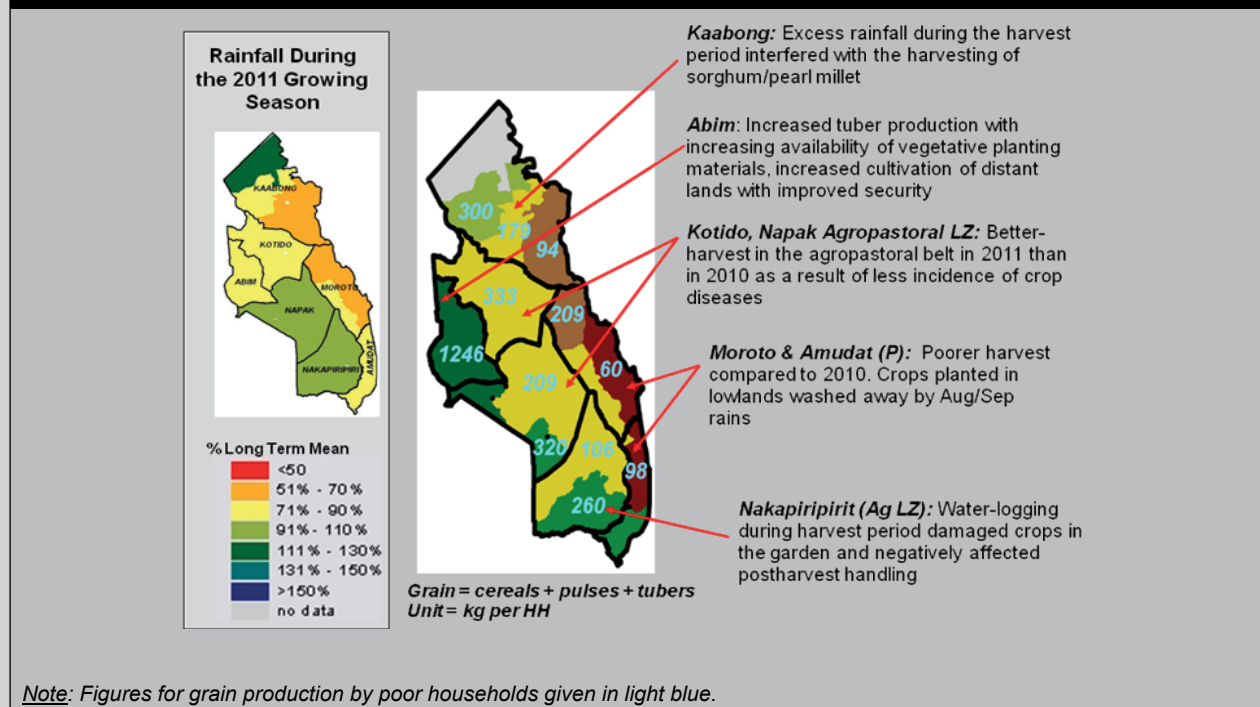 Rainfall During
the 2011 Growing
Season
KAABONG
KOTIDO
ABIM
MOROTO
NAPAK
NAKAPIRIPIRIT
AMUDAT
% Long Term Mean
<50
51% - 70%
71% - 90%
91% - 110%
111% - 130%
131% - 150%
>150%
no data
300
179
94
333
209
1246
60
209
320
106
98
260
Grain = cereals + pulses + tubers
Unit = kg per HH
Kaabong: Excess rainfall during the harvest
period interfered with the harvesting of
sorghum/pearl millet
Abim: Increased tuber production with
increasing availability of vegetative planting
materials, increased cultivation of distant
lands with improved security
Kotido, Napak Agropastoral LZ: Better-
harvest in the agropastoral belt in 2011 than
in 2010 as a result of less incidence of crop
diseases
Moroto & Amudat (P): Poorer harvest
compared to 2010. Crops planted in
lowlands washed away by Aug/Sep
rains
Nakapiripirit (Ag LZ): Water-logging
during harvest period damaged crops in
the garden and negatively affected
postharvest handling
Note: Figures for grain production by poor households given in light blue.